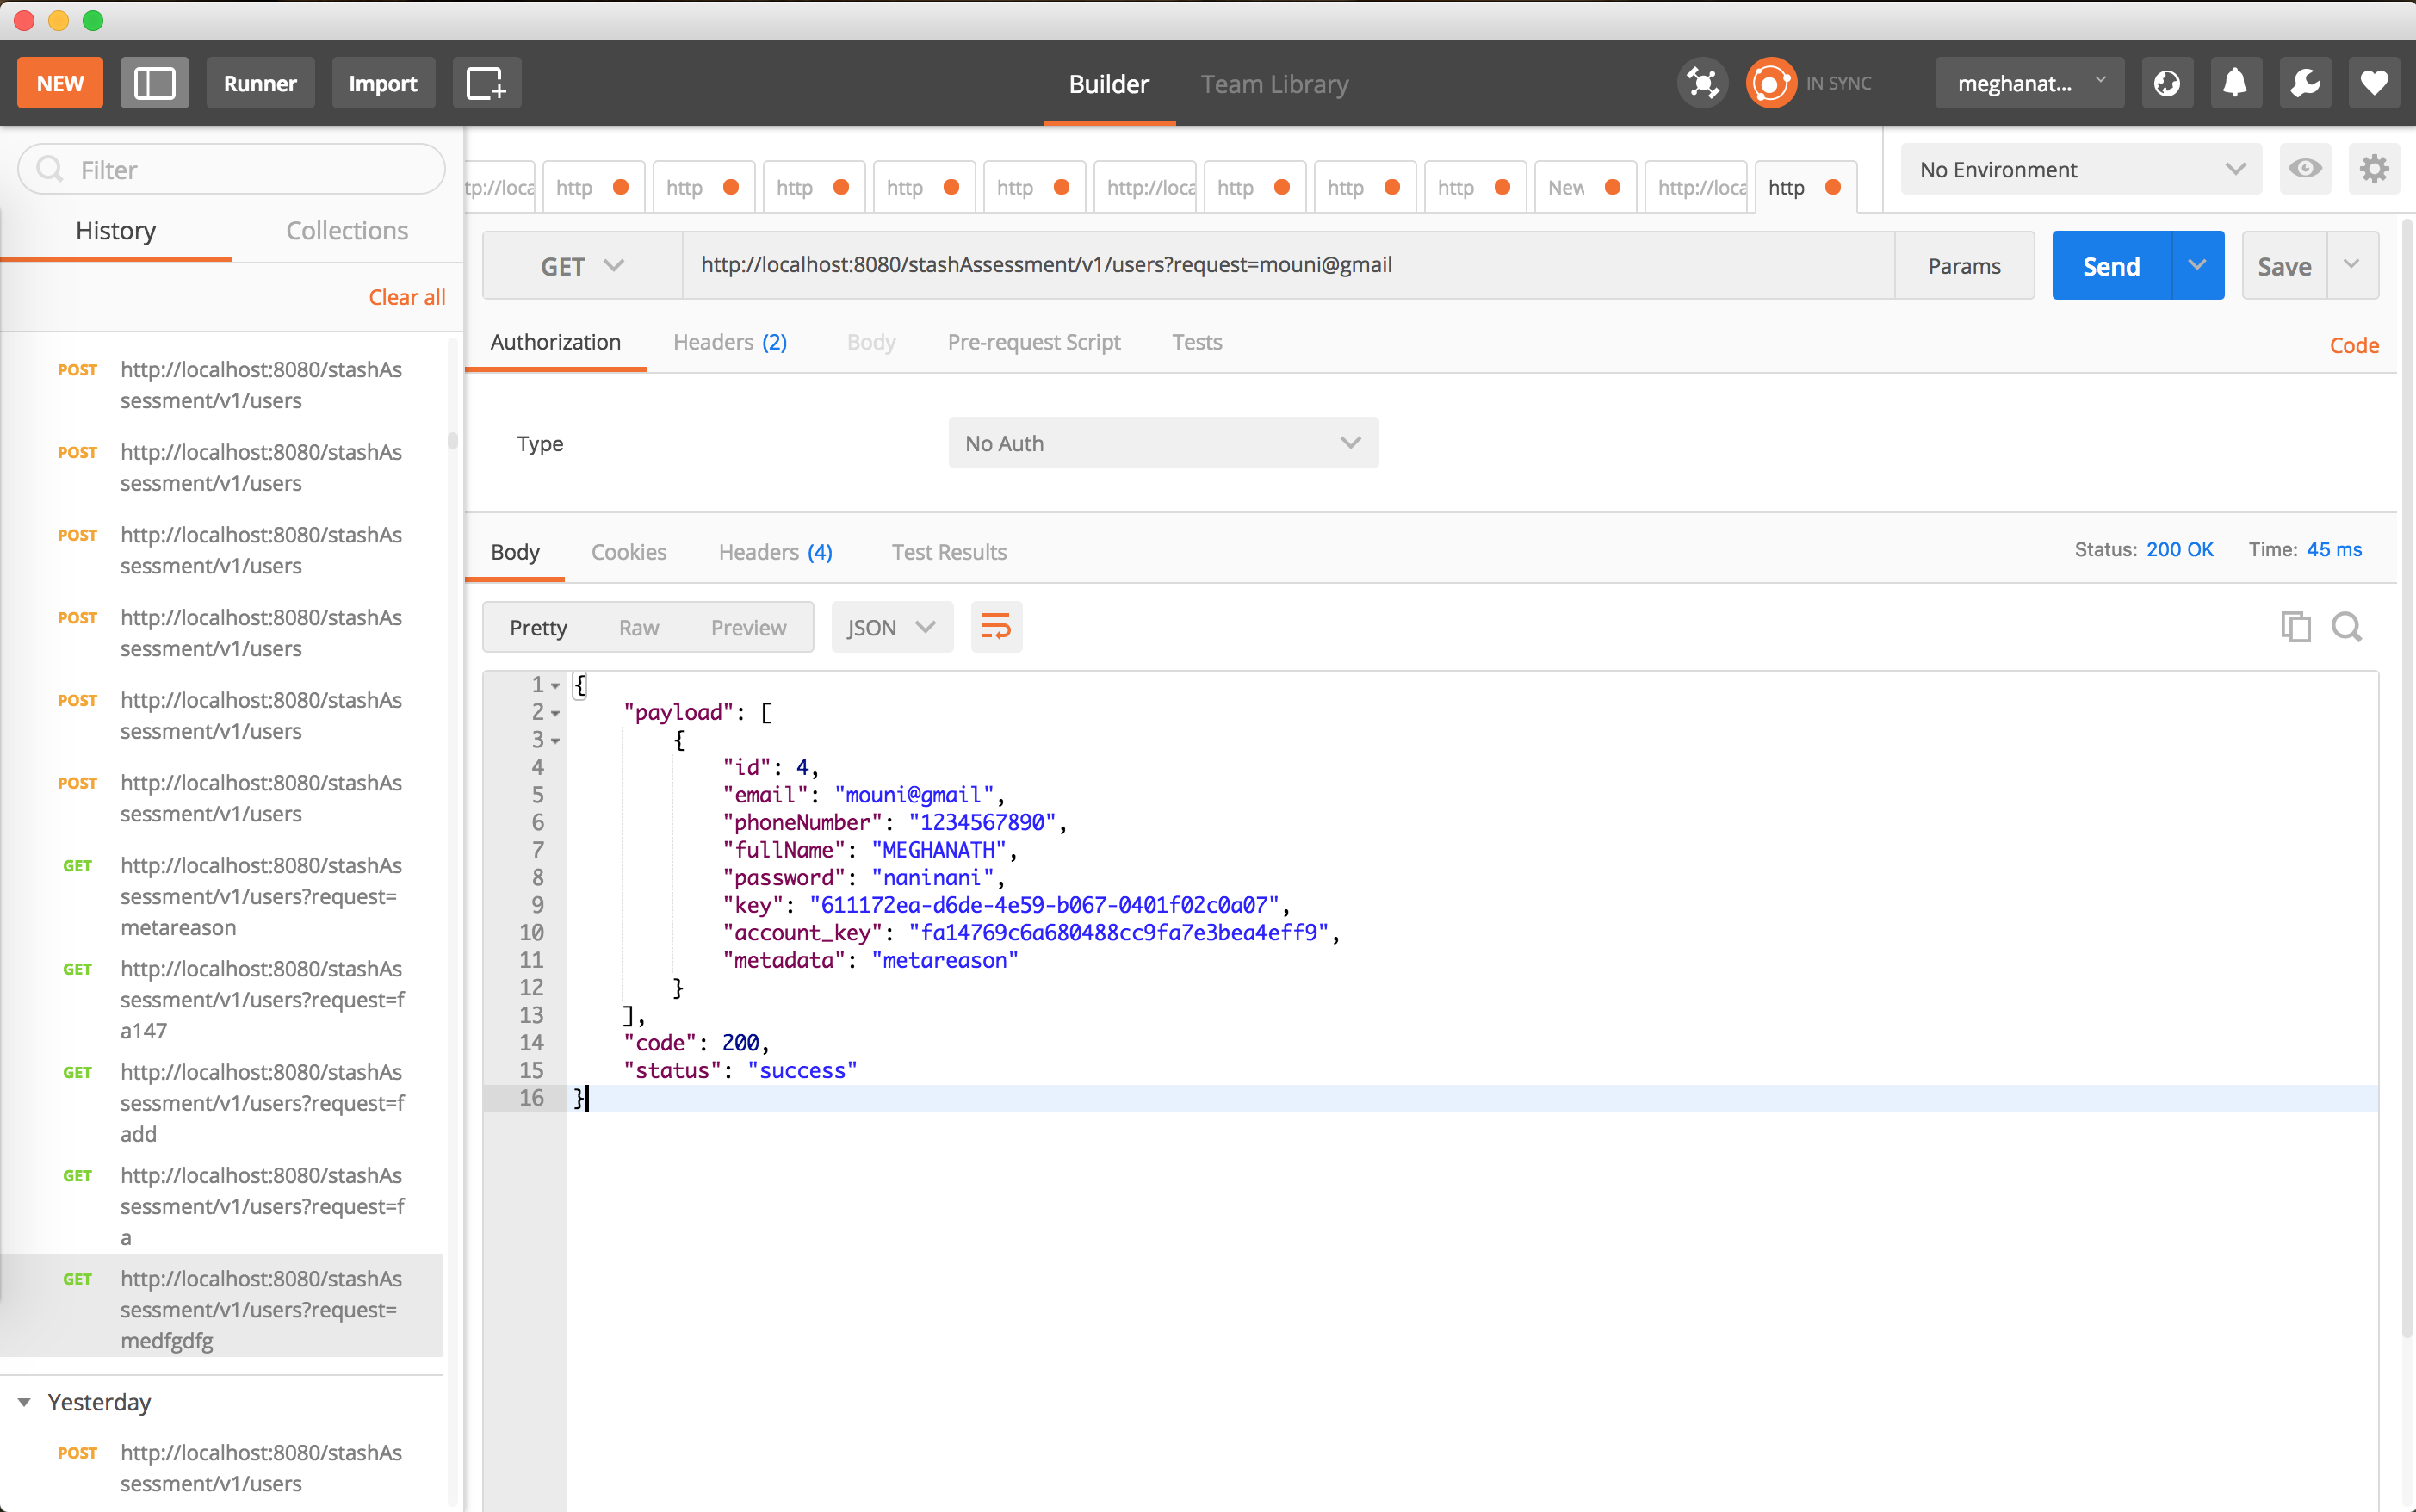 NEW
Runner
Import
Builder
Team Library
IN SYNC
meghanat...
Filter
History
Collections
Clear all
POST http://localhost:8080/stashAs
sessment/v1/users
POST http://localhost:8080/stashAs
sessment/v1/users
POST http://localhost:8080/stashAs
sessment/v1/users
POST http://localhost:8080/stashAs
sessment/v1/users
POST http://localhost:8080/stashAs
sessment/v1/users
POST http://localhost:8080/stashAs
sessment/v1/users
GET http://localhost:8080/stashAs
sessment/v1/users?request=
metareason
GET http://localhost:8080/stashAs
sessment/v1/users?request=f
a147
GET http://localhost:8080/stashAs
sessment/v1/users?request=f
add
GET http://localhost:8080/stashAs
sessment/v1/users?request=f
a
GET http://localhost:8080/stashAs
sessment/v1/users?request=
medfgdfg
Yesterday
POST http://localhost:8080/stashAs
sessment/v1/users
tp://loca
http
http
http
http
http
http://loca
http
http
http
New
http://loca
http
No Environment
GET
http://localhost:8080/stashAssessment/v1/users?request=mouni@gmail
Params
Send
Save
Authorization
Headers (2)
Body
Pre-request Script
Tests
Code
Type
No Auth
Body
Cookies
Headers (4)
Test Results
Status: 200 OK
Time: 45 ms
Pretty
Raw
Preview
JSON
1 {
2 "payload": [
3 {
4 "id": 4,
5 "email": "mouni@gmail",
6 "phoneNumber": "1234567890",
7 "fullName": "MEGHANATH",
8 "password": "naninani",
9 "key": "611172ea-d6de-4e59-b067-0401f02c0a07",
10 "account_key": "fa14769c6a680488cc9fa7e3bea4eff9",
11 "metadata": "metareason"
12 }
13 ],
14 "code": 200,
15 "status": "success"
16 }